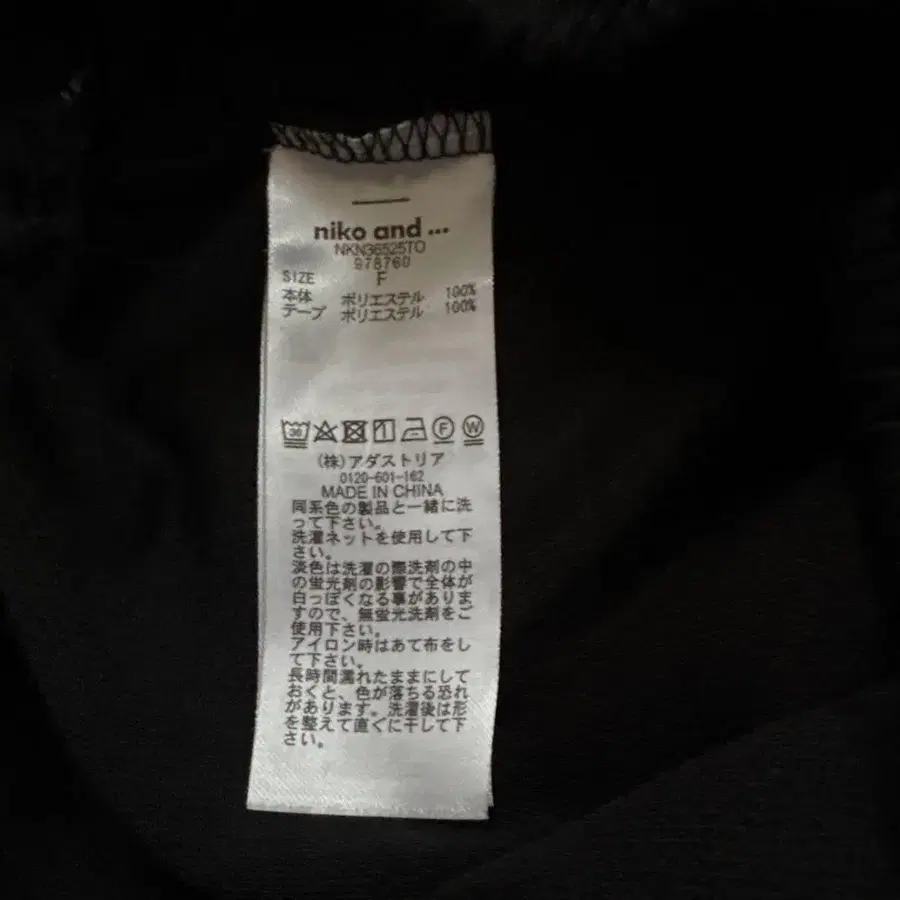 niko and ...
NKN36525TO
978760
SIZE F
本体 ポリエステル 100%
テープ ポリエステル 100%
30 F W
(株)アダストリア
0120-601-162
MADE IN CHINA
同系色の製品と一緒に洗
って下さい。
洗濯ネットを使用して下
さい。
淡色は洗濯の際洗剤の中
の蛍光剤の影響で全体が
白っぽくなる事がありま
すので、無蛍光洗剤をご
使用下さい。
アイロン時はあて布をし
て下さい。
長時間濡れたままにして
おくと、色が落ちる恐れ
があります。洗濯後は形
を整えて直ぐに干して下
さい。